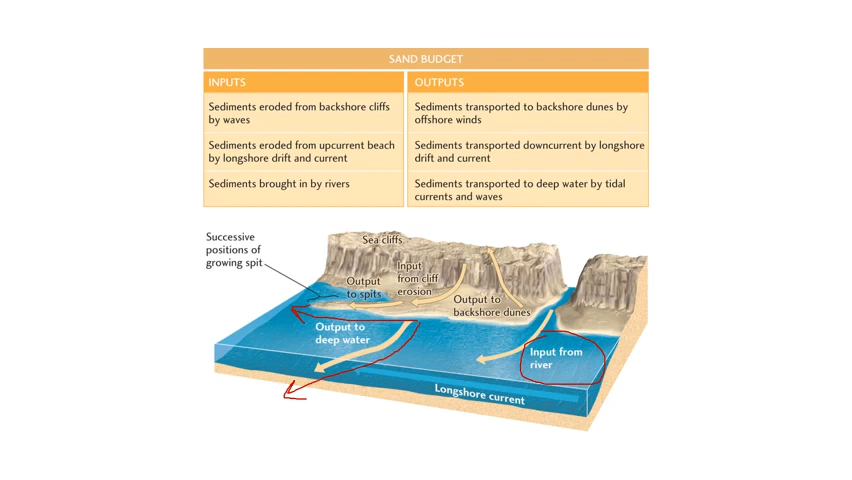 SAND BUDGET
INPUTS
OUTPUTS
Sediments eroded from backshore cliffs
by waves
Sediments transported to backshore dunes by
offshore winds
Sediments eroded from upcurrent beach
by longshore drift and current
Sediments transported downcurrent by longshore
drift and current
Sediments brought in by rivers
Sediments transported to deep water by tidal
currents and waves
Successive
positions of
growing spit
Sea cliffs
Input
from cliff
erosion
Output
to spits
Output to
backshore dunes
Output to
deep water
Input from
river
Longshore current